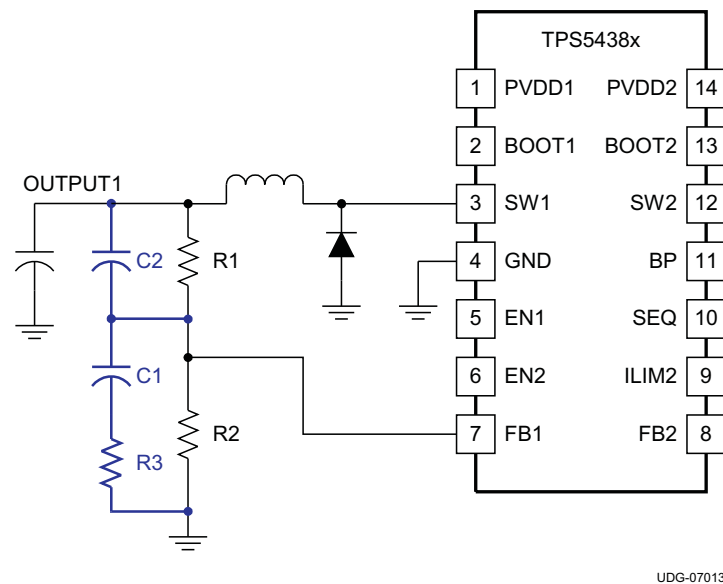 TPS5438x
1 PVDD1 PVDD2 14
2 BOOT1 BOOT2 13
OUTPUT1
3 SW1 SW2 12
C2 R1
4 GND BP 11
5 EN1 SEQ 10
C1
6 EN2 ILIM2 9
R3 R2
7 FB1 FB2 8
UDG-07013